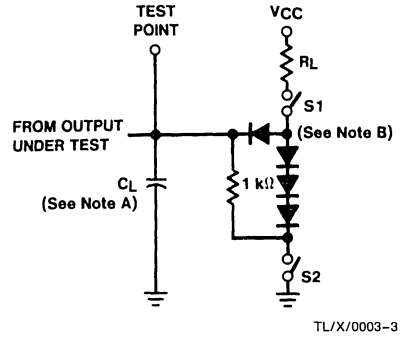 TEST
POINT
VCC
RL
S1
FROM OUTPUT
UNDER TEST
(See Note B)
CL
(See Note A)
1 kΩ
S2
TL/X/0003-3